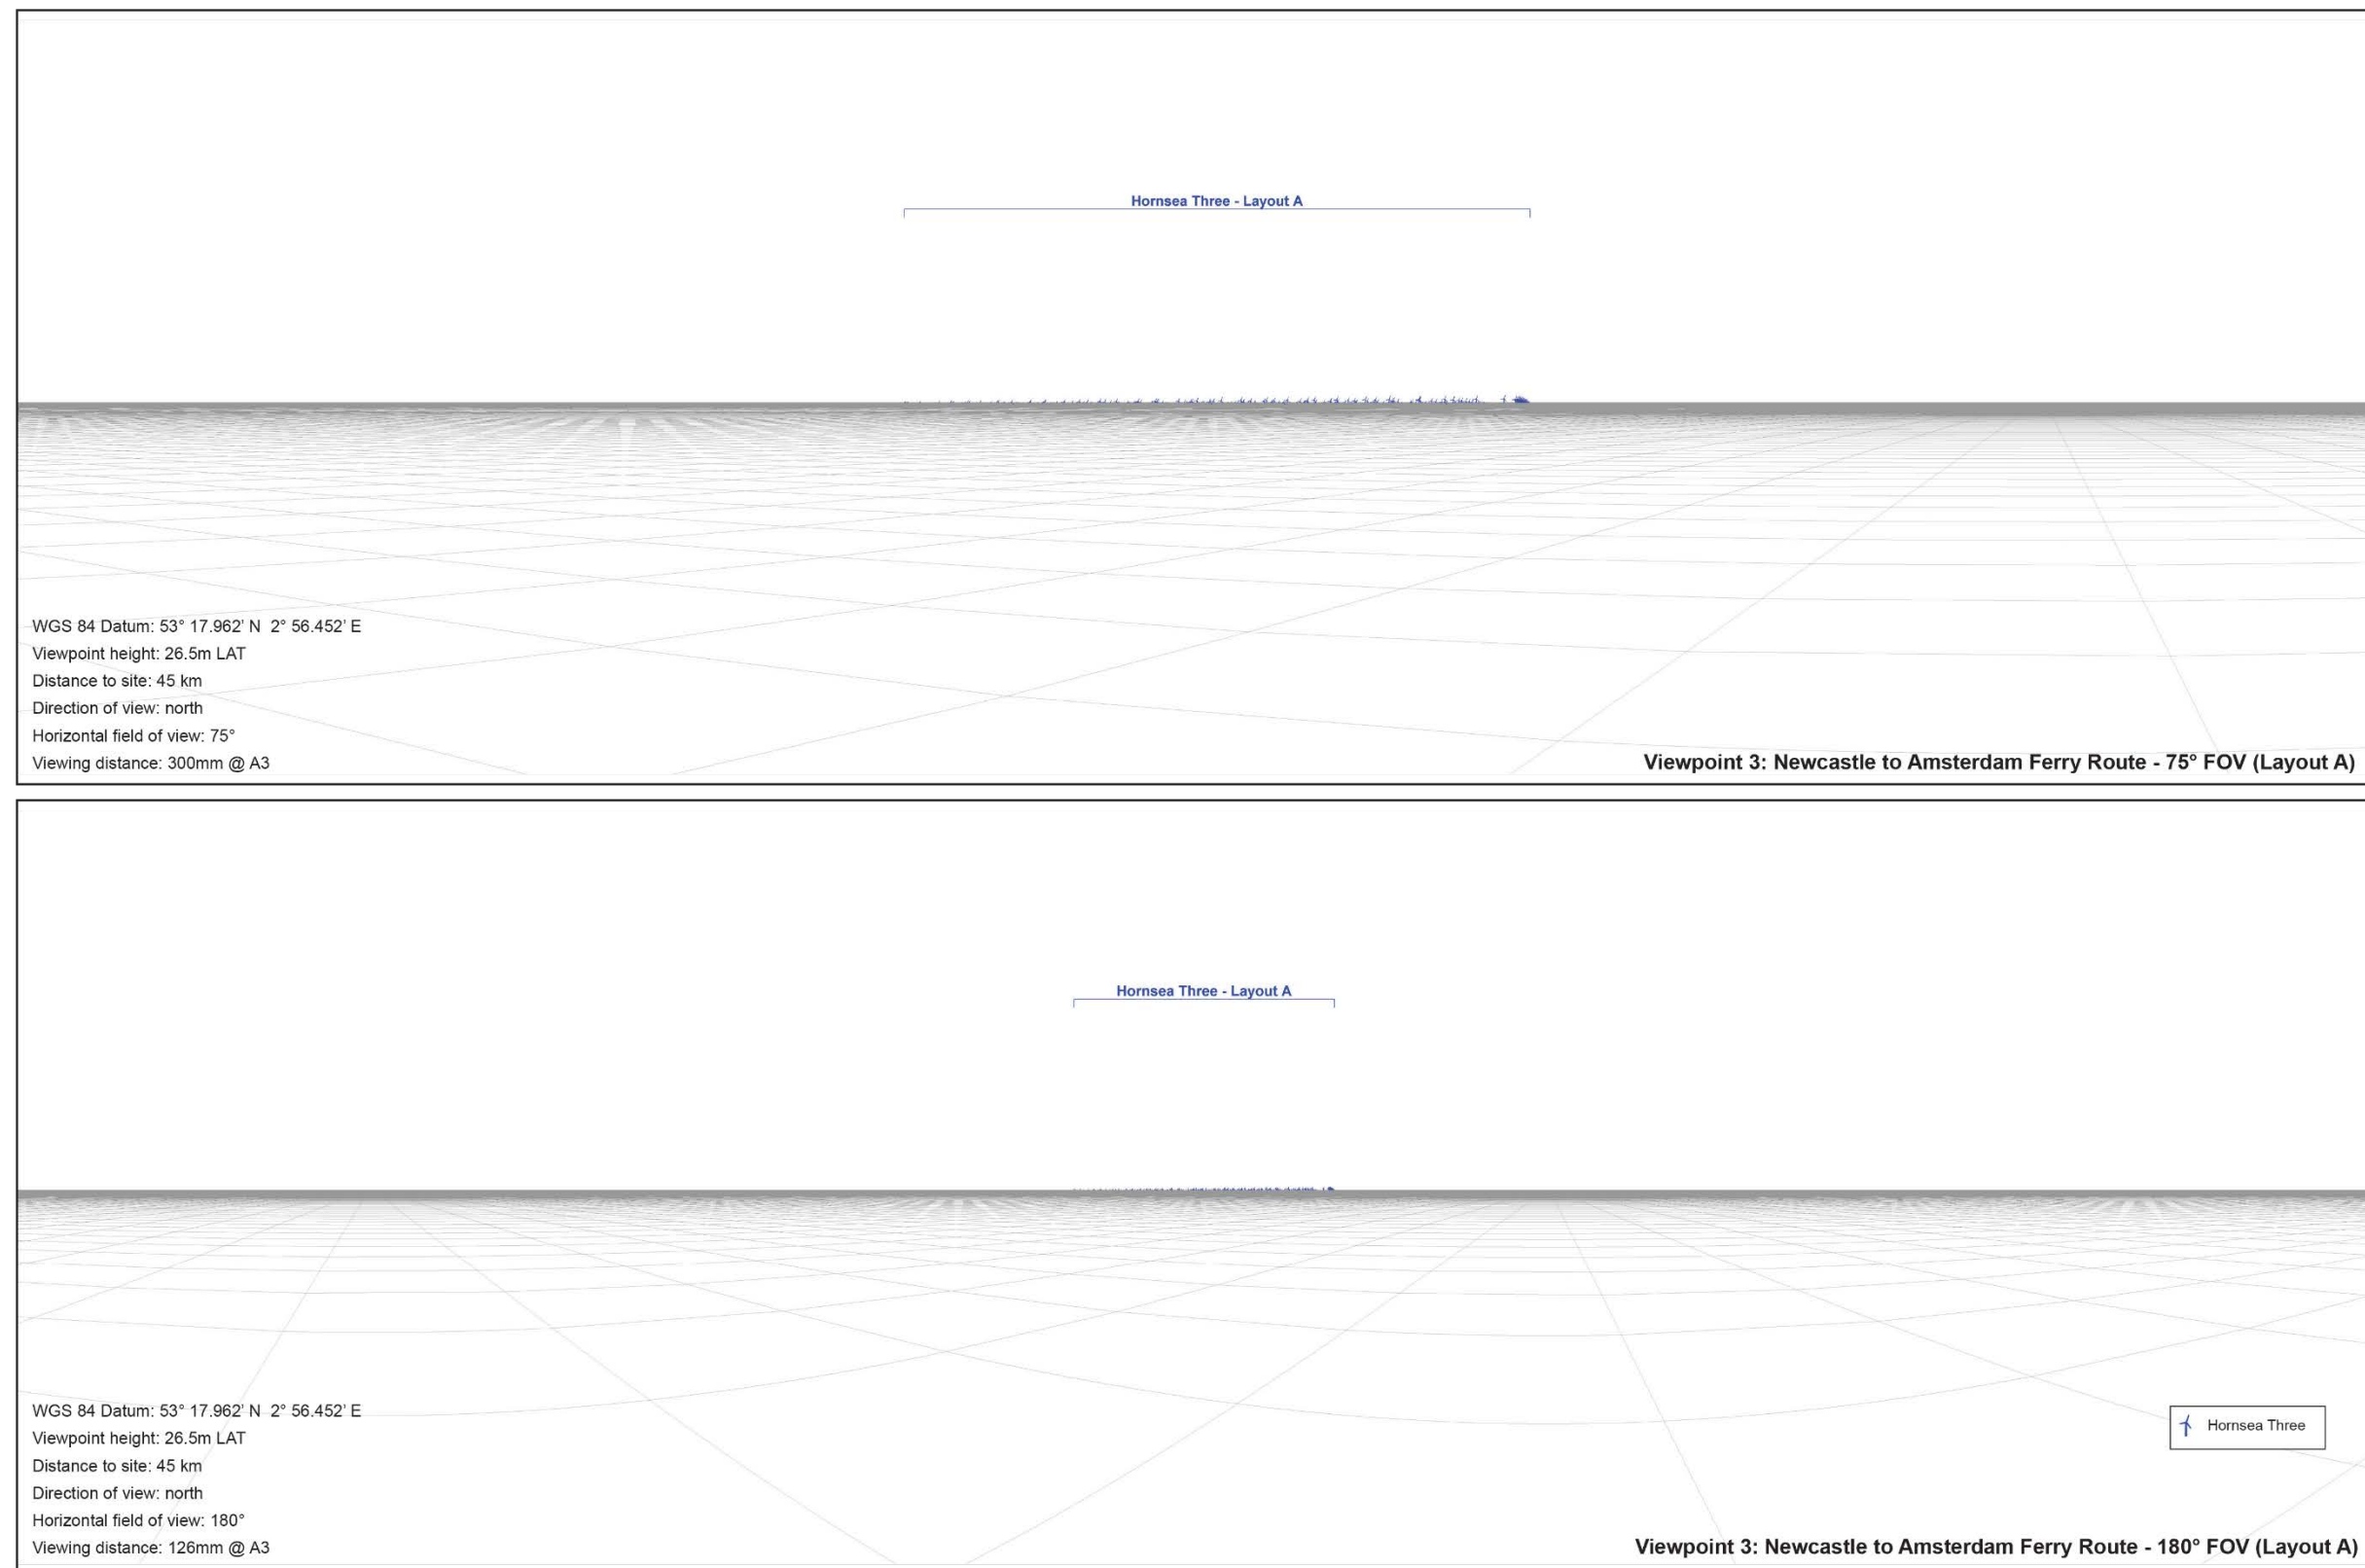 Hornsea Three - Layout A
WGS 84 Datum: 53° 17.962' N  2° 56.452' E
Viewpoint height: 26.5m LAT
Distance to site: 45 km
Direction of view: north
Horizontal field of view: 75°
Viewing distance: 300mm @ A3
Viewpoint 3: Newcastle to Amsterdam Ferry Route - 75° FOV (Layout A)
Hornsea Three - Layout A
WGS 84 Datum: 53° 17.962' N  2° 56.452' E
Viewpoint height: 26.5m LAT
Distance to site: 45 km
Direction of view: north
Horizontal field of view: 180°
Viewing distance: 126mm @ A3
Hornsea Three
Viewpoint 3: Newcastle to Amsterdam Ferry Route - 180° FOV (Layout A)